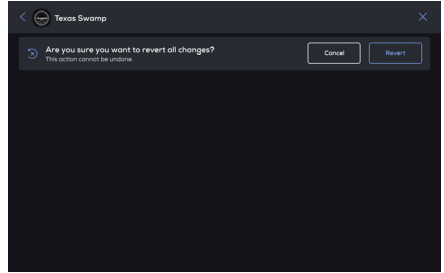 Texas Swamp
Are you sure you want to revert all changes?
This action cannot be undone.
Cancel
Revert